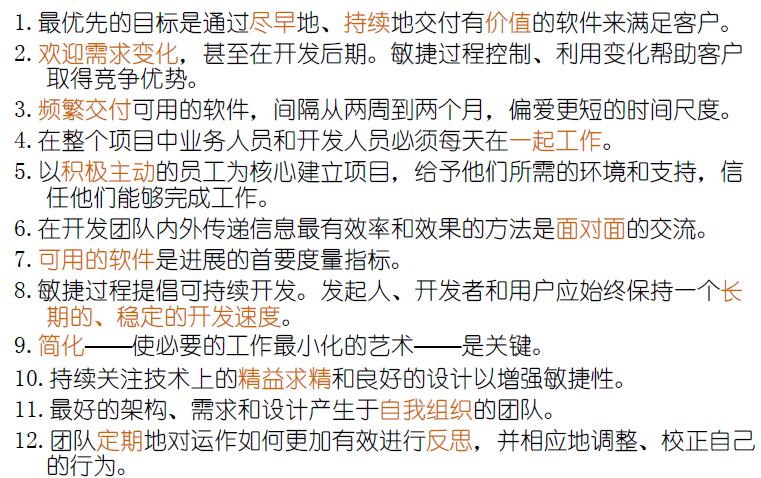 1. 最优先的目标是通过尽早地、持续地交付有价值的软件来满足客户。
2. 欢迎需求变化，甚至在开发后期。敏捷过程控制、利用变化帮助客户
取得竞争优势。
3. 频繁交付可用的软件，间隔从两周到两个月，偏爱更短的时间尺度。
4. 在整个项目中业务人员和开发人员必须每天在一起工作。
5. 以积极主动的员工为核心建立项目，给予他们所需的环境和支持，信
任他们能够完成工作。
6. 在开发团队内外传递信息最有效率和效果的方法是面对面的交流。
7. 可用的软件是进展的首要度量指标。
8. 敏捷过程提倡可持续开发。发起人、开发者和用户应始终保持一个长
期的、稳定的开发速度。
9. 简化——使必要的工作最小化的艺术——是关键。
10. 持续关注技术上的精益求精和良好的设计以增强敏捷性。
11. 最好的架构、需求和设计产生于自我组织的团队。
12. 团队定期地对运作如何更加有效进行反思，并相应地调整、校正自己
的行为。